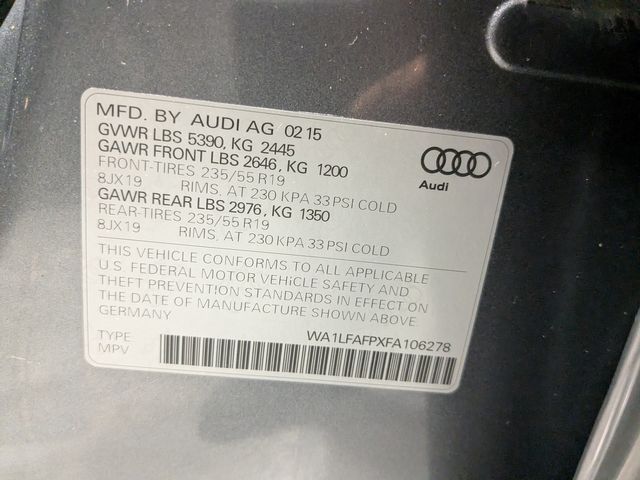 MFD. BY AUDI AG 02 15
GVWR LBS 5390, KG 2445
GAWR FRONT LBS 2646, KG 1200
FRONT-TIRES 235/55 R19
8JX19 RIMS, AT 230 KPA 33 PSI COLD
GAWR REAR LBS 2976, KG 1350
REAR-TIRES 235/55 R19
8JX19 RIMS, AT 230 KPA 33 PSI COLD
Audi
THIS VEHICLE CONFORMS TO ALL APPLICABLE
U.S. FEDERAL MOTOR VEHICLE SAFETY AND
THEFT PREVENTION STANDARDS IN EFFECT ON
THE DATE OF MANUFACTURE SHOWN ABOVE.
GERMANY
TYPE WA1LFAFPXFA106278
MPV